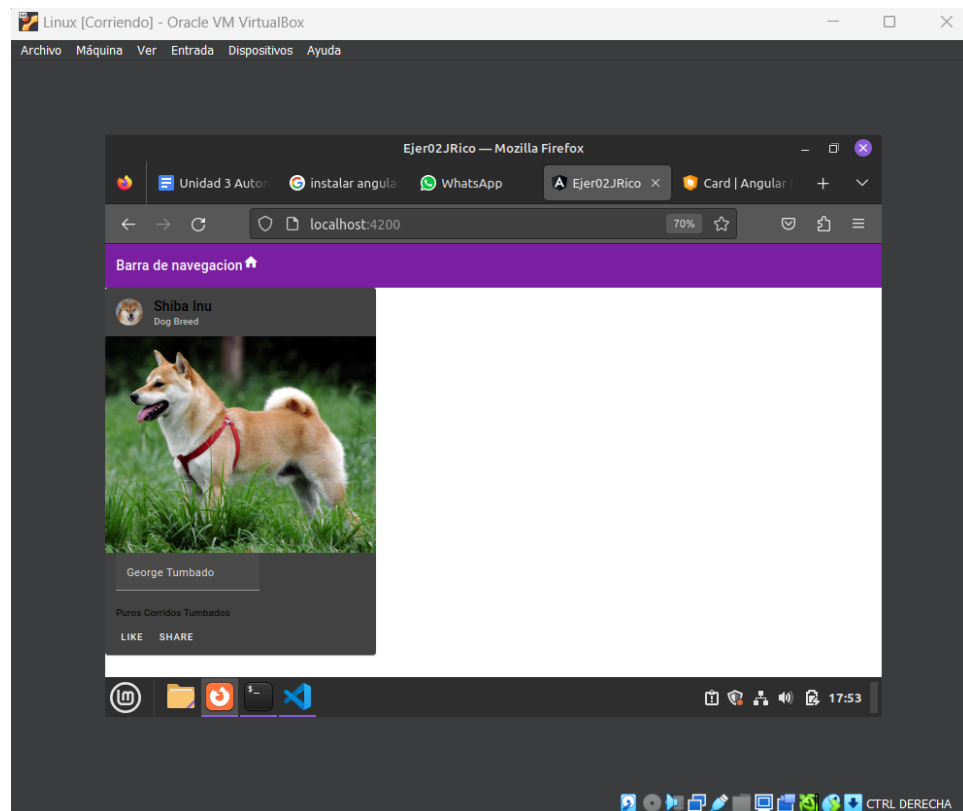 Linux [Corriendo] - Oracle VM VirtualBox
Archivo Máquina Ver Entrada Dispositivos Ayuda
Ejer02JRico — Mozilla Firefox
Unidad 3 Auton
instalar angula
WhatsApp
Ejer02JRico
Card | Angular
localhost:4200
70%
Barra de navegacion
Shiba Inu
Dog Breed
George Tumbado
Puros Corridos Tumbados
LIKE SHARE
17:53
CTRL DERECHA